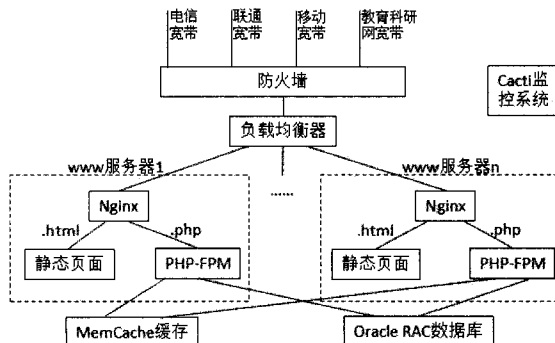 电信 联通 移动 教育科研
宽带 宽带 宽带 网宽带
防火墙
Cacti监
控系统
负载均衡器
www服务器1
......
www服务器n
Nginx
Nginx
.html .php
.html .php
静态页面
PHP-FPM
静态页面
PHP-FPM
MemCache缓存
Oracle RAC数据库